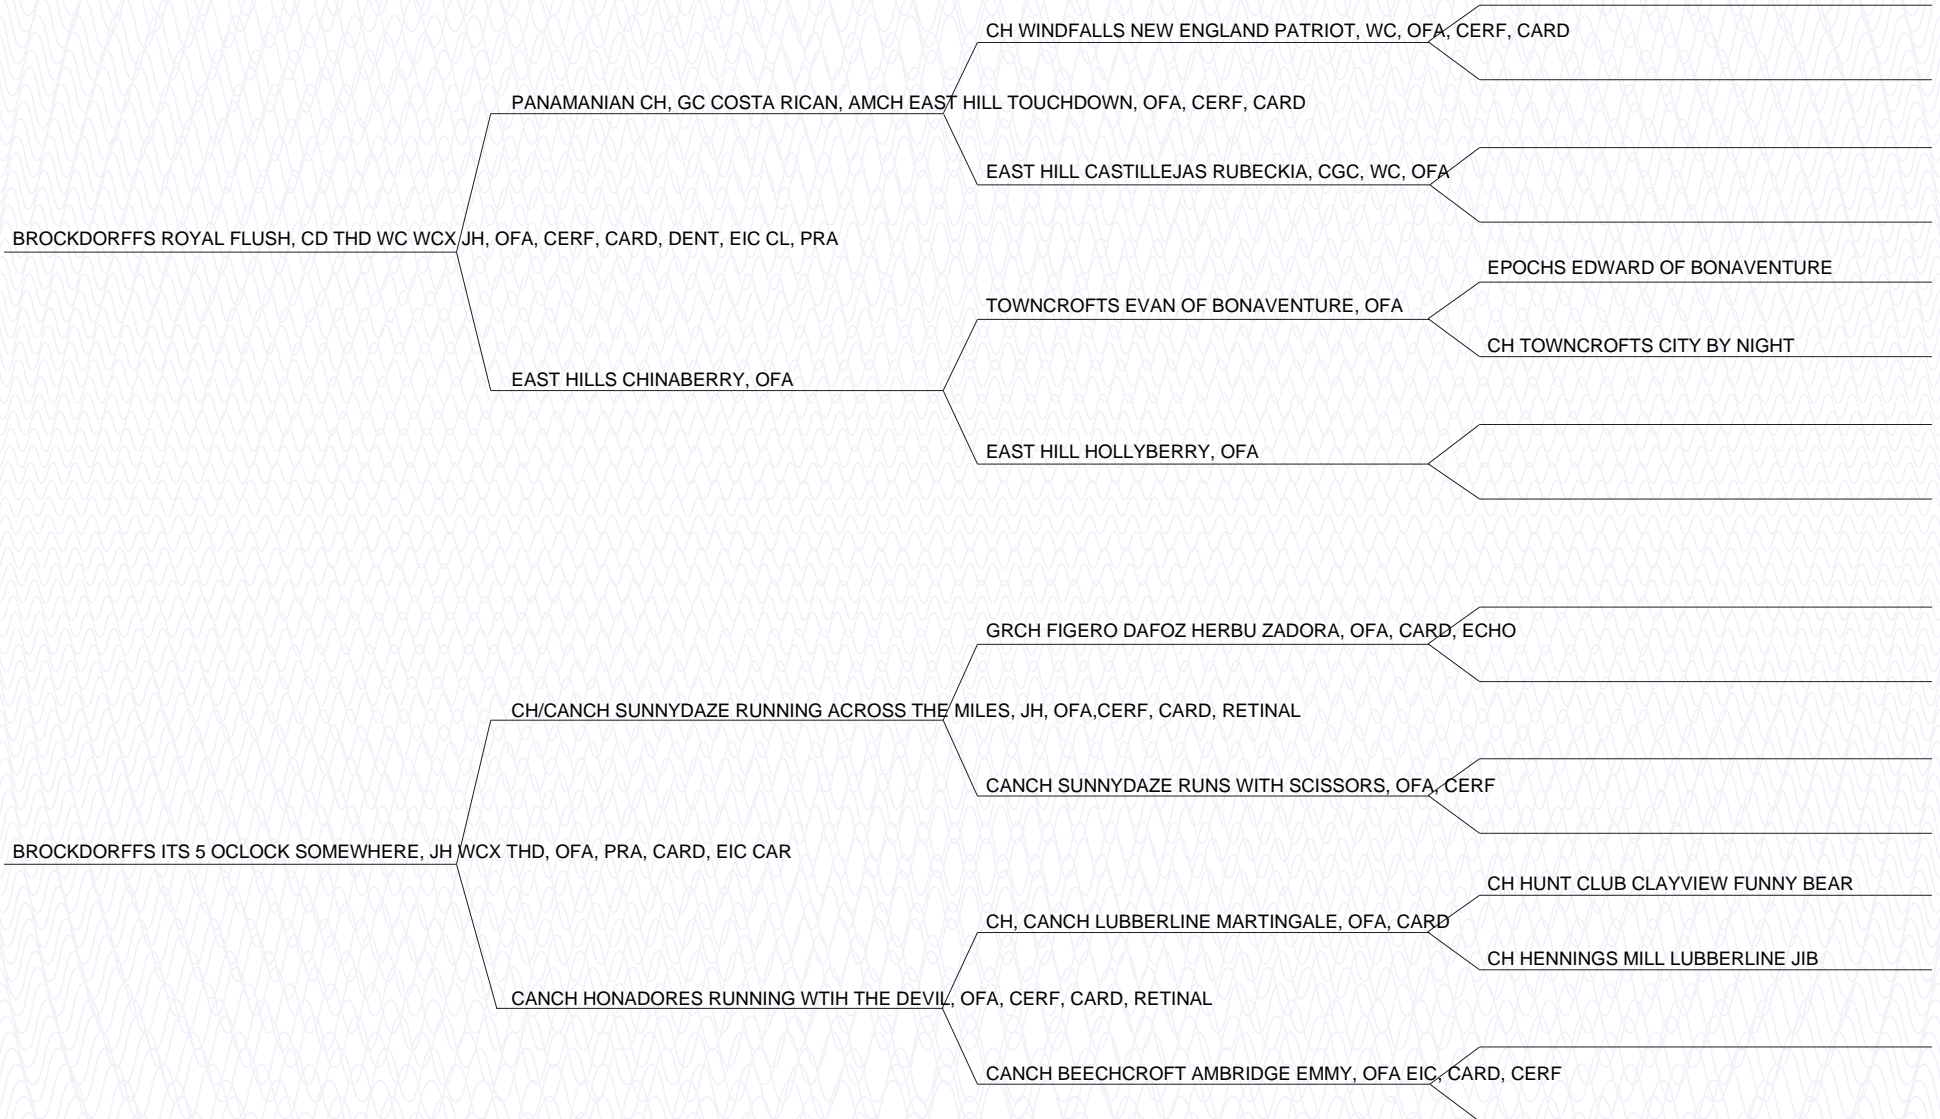 CH WINDFALLS NEW ENGLAND PATRIOT, WC, OFA, CERF, CARD
PANAMANIAN CH, GC COSTA RICAN, AMCH EAST HILL TOUCHDOWN, OFA, CERF, CARD
EAST HILL CASTILLEJAS RUBECKIA, CGC, WC, OFA
BROCKDORFFS ROYAL FLUSH, CD THD WC WCX JH, OFA, CERF, CARD, DENT, EIC CL, PRA
EPOCHS EDWARD OF BONAVENTURE
TOWNCROFTS EVAN OF BONAVENTURE, OFA
CH TOWNCROFTS CITY BY NIGHT
EAST HILLS CHINABERRY, OFA
EAST HILL HOLLYBERRY, OFA
GRCH FIGERO DAFOZ HERBU ZADORA, OFA, CARD, ECHO
CH/CANCH SUNNYDAZE RUNNING ACROSS THE MILES, JH, OFA,CERF, CARD, RETINAL
CANCH SUNNYDAZE RUNS WITH SCISSORS, OFA, CERF
BROCKDORFFS ITS 5 OCLOCK SOMEWHERE, JH WCX THD, OFA, PRA, CARD, EIC CAR
CH HUNT CLUB CLAYVIEW FUNNY BEAR
CH, CANCH LUBBERLINE MARTINGALE, OFA, CARD
CH HENNINGS MILL LUBBERLINE JIB
CANCH HONADORES RUNNING WTIH THE DEVIL, OFA, CERF, CARD, RETINAL
CANCH BEECHCROFT AMBRIDGE EMMY, OFA EIC, CARD, CERF